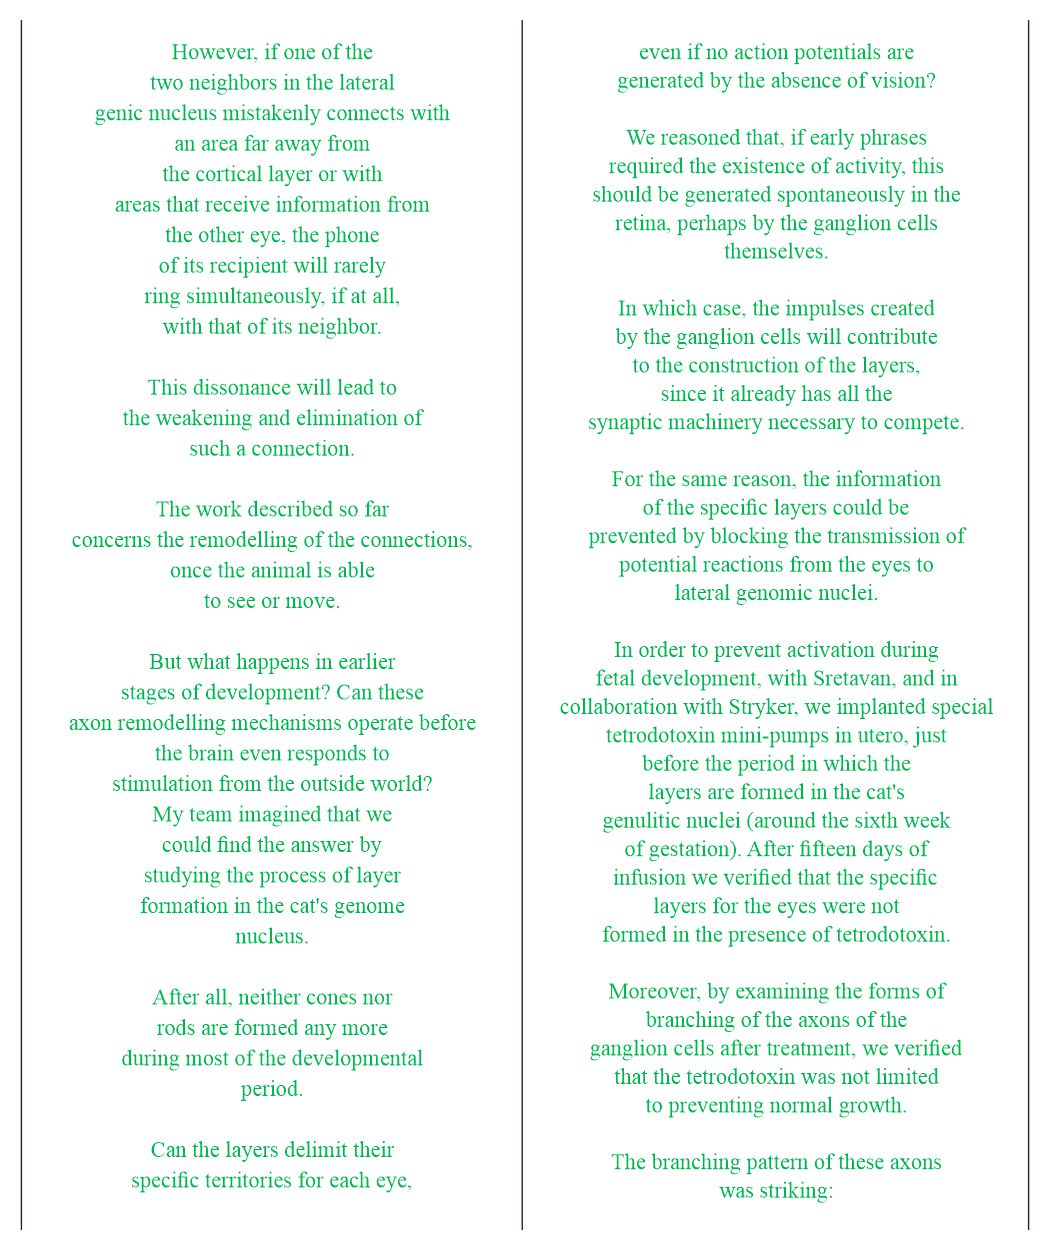 However, if one of the
two neighbors in the lateral
genic nucleus mistakenly connects with
an area far away from
the cortical layer or with
areas that receive information from
the other eye, the phone
of its recipient will rarely
ring simultaneously, if at all,
with that of its neighbor.
This dissonance will lead to
the weakening and elimination of
such a connection.
The work described so far
concerns the remodelling of the connections,
once the animal is able
to see or move.
But what happens in earlier
stages of development? Can these
axon remodelling mechanisms operate before
the brain even responds to
stimulation from the outside world?
My team imagined that we
could find the answer by
studying the process of layer
formation in the cat's genome
nucleus.
After all, neither cones nor
rods are formed any more
during most of the developmental
period.
Can the layers delimit their
specific territories for each eye,
even if no action potentials are
generated by the absence of vision?
We reasoned that, if early phrases
required the existence of activity, this
should be generated spontaneously in the
retina, perhaps by the ganglion cells
themselves.
In which case, the impulses created
by the ganglion cells will contribute
to the construction of the layers,
since it already has all the
synaptic machinery necessary to compete.
For the same reason, the information
of the specific layers could be
prevented by blocking the transmission of
potential reactions from the eyes to
lateral genomic nuclei.
In order to prevent activation during
fetal development, with Sretavan, and in
collaboration with Stryker, we implanted special
tetrodotoxin mini-pumps in utero, just
before the period in which the
layers are formed in the cat's
genulitic nuclei (around the sixth week
of gestation). After fifteen days of
infusion we verified that the specific
layers for the eyes were not
formed in the presence of tetrodotoxin.
Moreover, by examining the forms of
branching of the axons of the
ganglion cells after treatment, we verified
that the tetrodotoxin was not limited
to preventing normal growth.
The branching pattern of these axons
was striking: